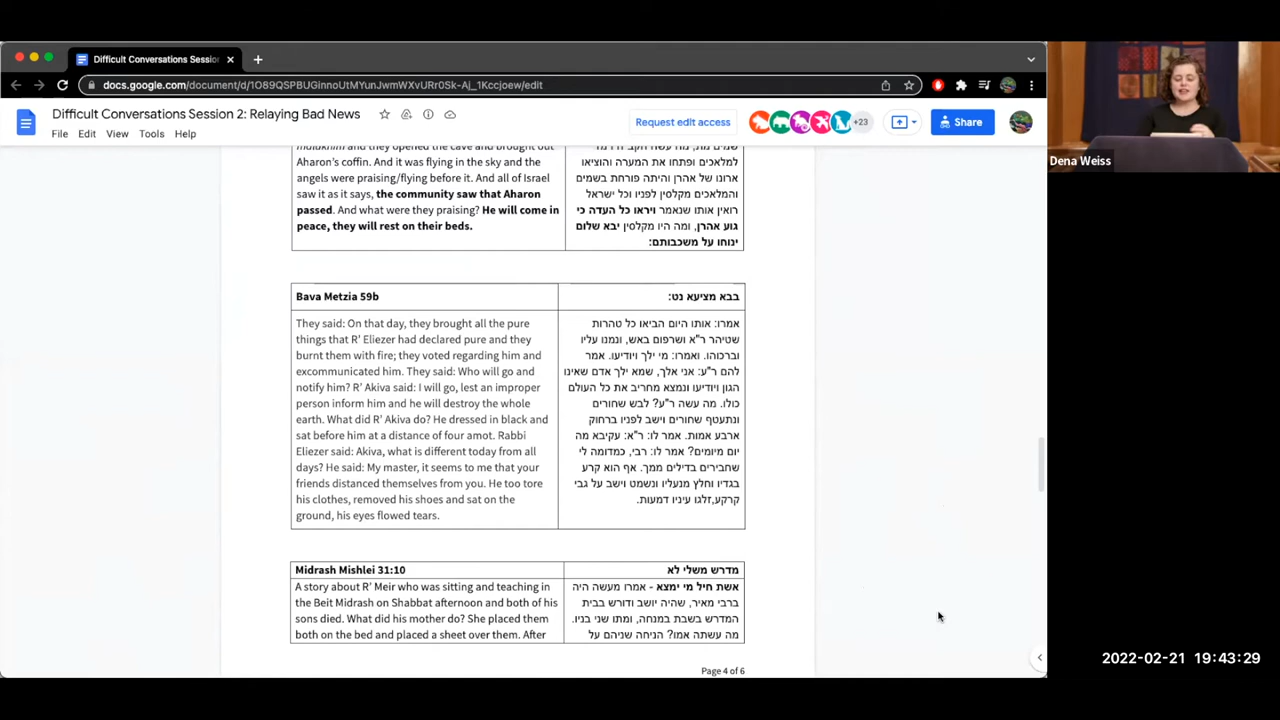 Difficult Conversations Session
docs.google.com/document/d/1O89QSPBUGinnoUtMYunJwmWXvURr0Sk-Aj_1Kccjoew/edit
Difficult Conversations Session 2: Relaying Bad News
File Edit View Tools Help
Request edit access
+23
Share
Dena Weiss
and they opened the cave and brought out
Aharon's coffin. And it was flying in the sky and the
angels were praising/flying before it. And all of Israel
saw it as it says, the community saw that Aharon
passed. And what were they praising? He will come in
peace, they will rest on their beds.
למלאכים ופתחו את המערה והוציאו
ארונו של אהרן והיתה פורחת בשמים
והמלאכים מקלסין לפניו וכל ישראל
רואין אותו שנאמר ויראו כל העדה כי
גוע אהרן, ומה היו מקלסין יבא שלום
ינוחו על משכבותם:
Bava Metzia 59b
בבא מציעא נט:
They said: On that day, they brought all the pure
things that R' Eliezer had declared pure and they
burnt them with fire; they voted regarding him and
excommunicated him. They said: Who will go and
notify him? R' Akiva said: I will go, lest an improper
person inform him and he will destroy the whole
earth. What did R' Akiva do? He dressed in black and
sat before him at a distance of four amot. Rabbi
Eliezer said: Akiva, what is different today from all
days? He said: My master, it seems to me that your
friends distanced themselves from you. He too tore
his clothes, removed his shoes and sat on the
ground, his eyes flowed tears.
אמרו: אותו היום הביאו כל טהרות
שטיהר ר"א ושרפום באש, ונמנו עליו
וברכוהו. ואמרו: מי ילך ויודיעו. אמר
להם ר"ע: אני אלך, שמא ילך אדם שאינו
הגון ויודיעו ונמצא מחריב את כל העולם
כולו. מה עשה ר"ע? לבש שחורים
ונתעטף שחורים וישב לפניו ברחוק
ארבע אמות. אמר לו: ר"א: עקיבא מה
יום מיומים? אמר לו: רבי, כמדומה לי
שחבירים בדילים ממך. אף הוא קרע
בגדיו וחלץ מנעליו ונשמט וישב על גבי
קרקע,זלגו עיניו דמעות.
Midrash Mishlei 31:10
מדרש משלי לא
A story about R' Meir who was sitting and teaching in
the Beit Midrash on Shabbat afternoon and both of his
sons died. What did his mother do? She placed them
both on the bed and placed a sheet over them. After
אשת חיל מי ימצא - אמרו מעשה היה
ברבי מאיר, שהיה יושב ודורש בבית
המדרש בשבת במנחה, ומתו שני בניו.
מה עשתה אמו? הניחה שניהם על
Page 4 of 6
2022-02-21 19:43:29